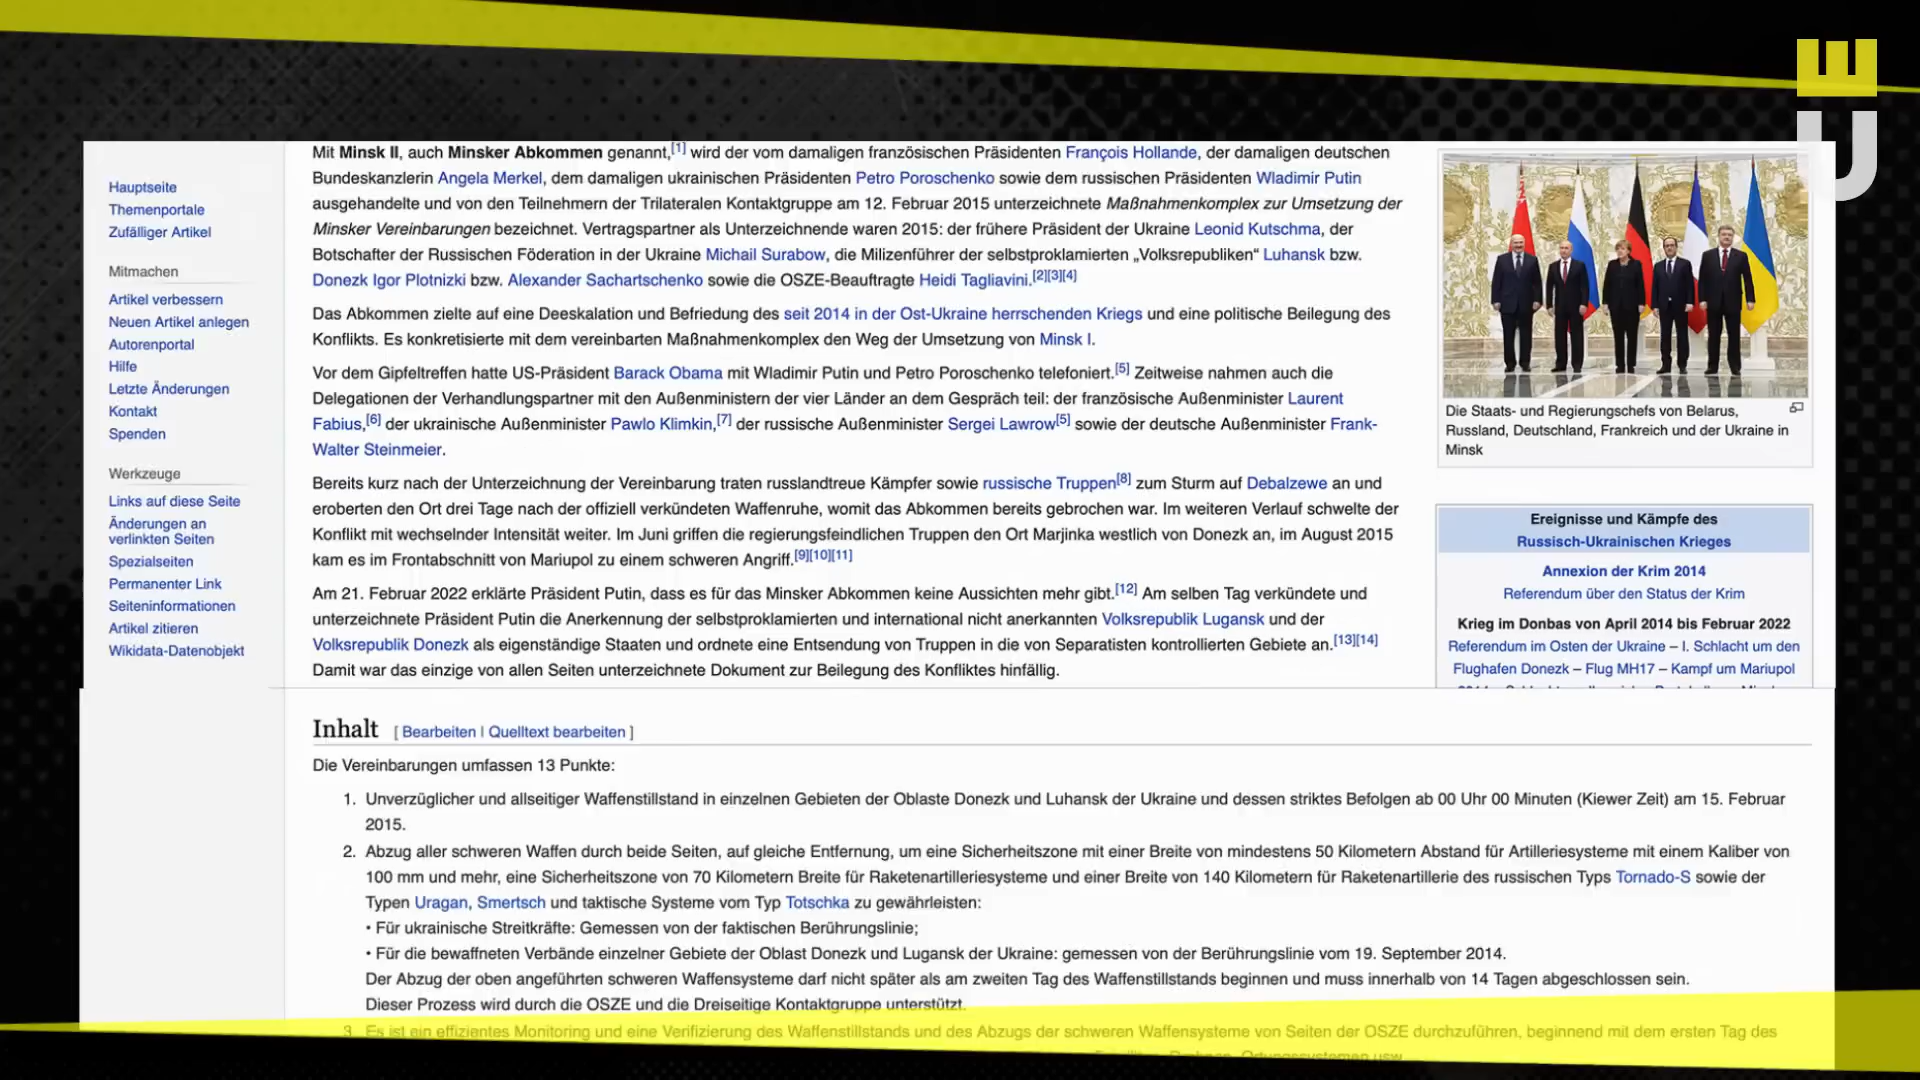 Hauptseite
Themenportale
Zufälliger Artikel
Mitmachen
Artikel verbessern
Neuen Artikel anlegen
Autorenportal
Hilfe
Letzte Änderungen
Kontakt
Spenden
Werkzeuge
Links auf diese Seite
Änderungen an
verlinkten Seiten
Spezialseiten
Permanenter Link
Seiteninformationen
Artikel zitieren
Wikidata-Datenobjekt
Mit Minsk II, auch Minsker Abkommen genannt,[1] wird der vom damaligen französischen Präsidenten François Hollande, der damaligen deutschen
Bundeskanzlerin Angela Merkel, dem damaligen ukrainischen Präsidenten Petro Poroschenko sowie dem russischen Präsidenten Wladimir Putin
ausgehandelte und von den Teilnehmern der Trilateralen Kontaktgruppe am 12. Februar 2015 unterzeichnete Maßnahmenkomplex zur Umsetzung der
Minsker Vereinbarungen bezeichnet. Vertragspartner als Unterzeichnende waren 2015: der frühere Präsident der Ukraine Leonid Kutschma, der
Botschafter der Russischen Föderation in der Ukraine Michail Surabow, die Milizenführer der selbstproklamierten „Volksrepubliken“ Luhansk bzw.
Donezk Igor Plotnizki bzw. Alexander Sachartschenko sowie die OSZE-Beauftragte Heidi Tagliavini.[2][3][4]
Das Abkommen zielte auf eine Deeskalation und Befriedung des seit 2014 in der Ost-Ukraine herrschenden Kriegs und eine politische Beilegung des
Konflikts. Es konkretisierte mit dem vereinbarten Maßnahmenkomplex den Weg der Umsetzung von Minsk I.
Vor dem Gipfeltreffen hatte US-Präsident Barack Obama mit Wladimir Putin und Petro Poroschenko telefoniert.[5] Zeitweise nahmen auch die
Delegationen der Verhandlungspartner mit den Außenministern der vier Länder an dem Gespräch teil: der französische Außenminister Laurent
Fabius,[6] der ukrainische Außenminister Pawlo Klimkin,[7] der russische Außenminister Sergei Lawrow[5] sowie der deutsche Außenminister Frank-
Walter Steinmeier.
Bereits kurz nach der Unterzeichnung der Vereinbarung traten russlandtreue Kämpfer sowie russische Truppen[8] zum Sturm auf Debalzewe an und
eroberten den Ort drei Tage nach der offiziell verkündeten Waffenruhe, womit das Abkommen bereits gebrochen war. Im weiteren Verlauf schwelte der
Konflikt mit wechselnder Intensität weiter. Im Juni griffen die regierungsfeindlichen Truppen den Ort Marjinka westlich von Donezk an, im August 2015
kam es im Frontabschnitt von Mariupol zu einem schweren Angriff.[9][10][11]
Am 21. Februar 2022 erklärte Präsident Putin, dass es für das Minsker Abkommen keine Aussichten mehr gibt.[12] Am selben Tag verkündete und
unterzeichnete Präsident Putin die Anerkennung der selbstproklamierten und international nicht anerkannten Volksrepublik Lugansk und der
Volksrepublik Donezk als eigenständige Staaten und ordnete eine Entsendung von Truppen in die von Separatisten kontrollierten Gebiete an.[13][14]
Damit war das einzige von allen Seiten unterzeichnete Dokument zur Beilegung des Konfliktes hinfällig.
Die Staats- und Regierungschefs von Belarus,
Russland, Deutschland, Frankreich und der Ukraine in
Minsk
Ereignisse und Kämpfe des
Russisch-Ukrainischen Krieges
Annexion der Krim 2014
Referendum über den Status der Krim
Krieg im Donbas von April 2014 bis Februar 2022
Referendum im Osten der Ukraine – I. Schlacht um den
Flughafen Donezk – Flug MH17 – Kampf um Mariupol
Inhalt [ Bearbeiten | Quelltext bearbeiten ]
Die Vereinbarungen umfassen 13 Punkte:
1. Unverzüglicher und allseitiger Waffenstillstand in einzelnen Gebieten der Oblaste Donezk und Luhansk der Ukraine und dessen striktes Befolgen ab 00 Uhr 00 Minuten (Kiewer Zeit) am 15. Februar
2015.
2. Abzug aller schweren Waffen durch beide Seiten, auf gleiche Entfernung, um eine Sicherheitszone mit einer Breite von mindestens 50 Kilometern Abstand für Artilleriesysteme mit einem Kaliber von
100 mm und mehr, eine Sicherheitszone von 70 Kilometern Breite für Raketenartilleriesysteme und einer Breite von 140 Kilometern für Raketenartillerie des russischen Typs Tornado-S sowie der
Typen Uragan, Smertsch und taktische Systeme vom Typ Totschka zu gewährleisten:
• Für ukrainische Streitkräfte: Gemessen von der faktischen Berührungslinie;
• Für die bewaffneten Verbände einzelner Gebiete der Oblast Donezk und Lugansk der Ukraine: gemessen von der Berührungslinie vom 19. September 2014.
Der Abzug der oben angeführten schweren Waffensysteme darf nicht später als am zweiten Tag des Waffenstillstands beginnen und muss innerhalb von 14 Tagen abgeschlossen sein.
Dieser Prozess wird durch die OSZE und die Dreiseitige Kontaktgruppe unterstützt.
3. Es ist ein effizientes Monitoring und eine Verifizierung des Waffenstillstands und des Abzugs der schweren Waffensysteme von Seiten der OSZE durchzuführen, beginnend mit dem ersten Tag des